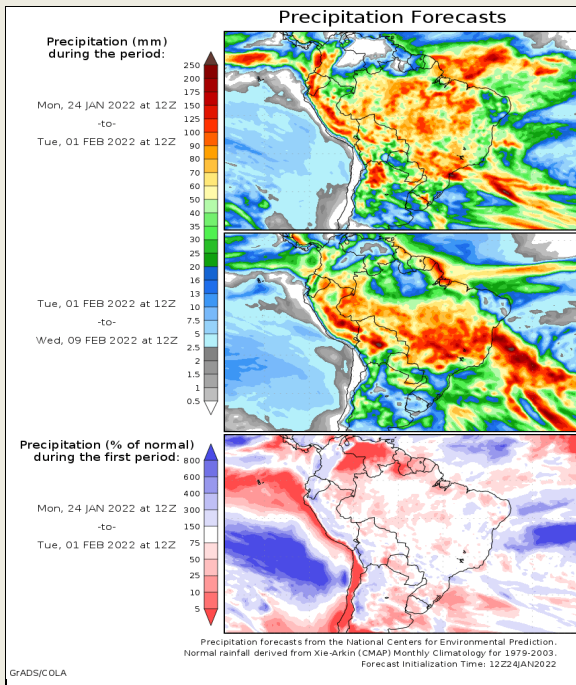 Precipitation Forecasts
Precipitation (mm)
during the period:
Mon, 24 JAN 2022 at 12Z
-to-
Tue, 01 FEB 2022 at 12Z
250
200
175
150
125
100
90
80
70
60
50
40
35
30
25
20
16
13
10
7.5
5
2.5
2
1.5
1
0.5
Tue, 01 FEB 2022 at 12Z
-to-
Wed, 09 FEB 2022 at 12Z
Precipitation (% of normal)
during the first period:
Mon, 24 JAN 2022 at 12Z
-to-
Tue, 01 FEB 2022 at 12Z
800
600
400
300
150
75
50
25
10
5
Precipitation forecasts from the National Centers for Environmental Prediction.
Normal rainfall derived from Xie-Arkin (CMAP) Monthly Climatology for 1979-2003.
Forecast Initialization Time: 12Z24JAN2022
GrADS/COLA